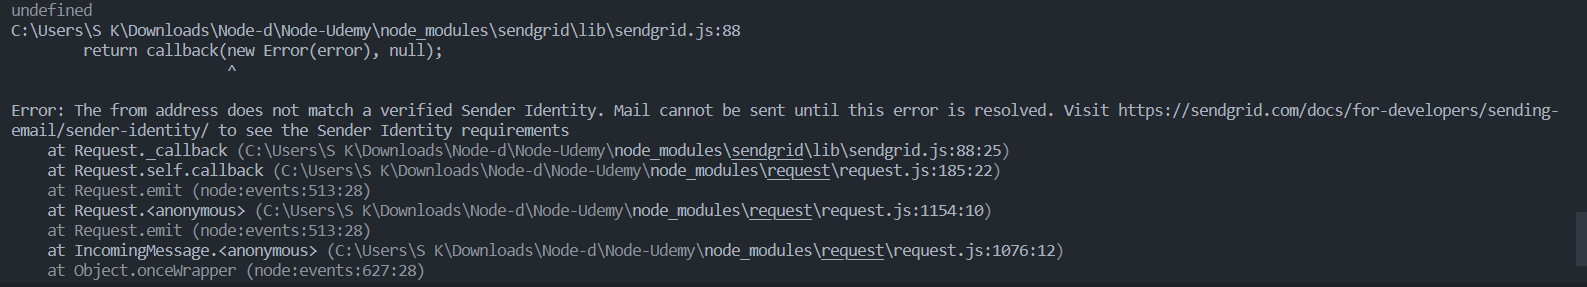 undefined
C:\Users\S K\Downloads\Node-d\Node-Udemy\node_modules\sendgrid\lib\sendgrid.js:88
        return callback(new Error(error), null);
                        ^
Error: The from address does not match a verified Sender Identity. Mail cannot be sent until this error is resolved. Visit https://sendgrid.com/docs/for-developers/sending-
email/sender-identity/ to see the Sender Identity requirements
    at Request._callback (C:\Users\S K\Downloads\Node-d\Node-Udemy\node_modules\sendgrid\lib\sendgrid.js:88:25)
    at Request.self.callback (C:\Users\S K\Downloads\Node-d\Node-Udemy\node_modules\request\request.js:185:22)
    at Request.emit (node:events:513:28)
    at Request.<anonymous> (C:\Users\S K\Downloads\Node-d\Node-Udemy\node_modules\request\request.js:1154:10)
    at Request.emit (node:events:513:28)
    at IncomingMessage.<anonymous> (C:\Users\S K\Downloads\Node-d\Node-Udemy\node_modules\request\request.js:1076:12)
    at Object.onceWrapper (node:events:627:28)